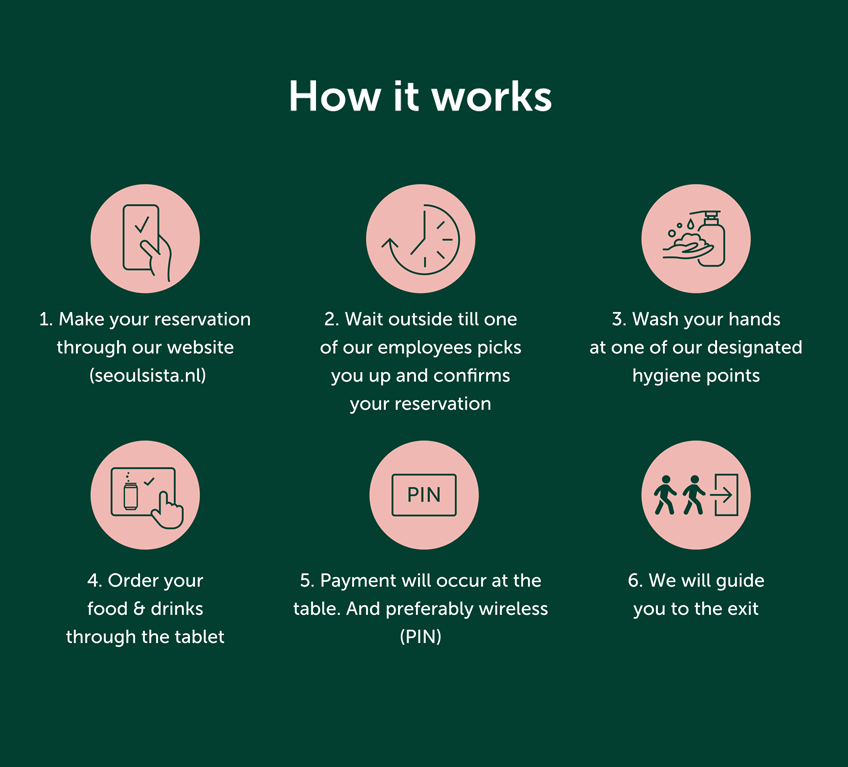 How it works
1. Make your reservation
through our website
(seoulsista.nl)
2. Wait outside till one
of our employees picks
you up and confirms
your reservation
3. Wash your hands
at one of our designated
hygiene points
4. Order your
food & drinks
through the tablet
PIN
5. Payment will occur at the
table. And preferably wireless
(PIN)
6. We will guide
you to the exit